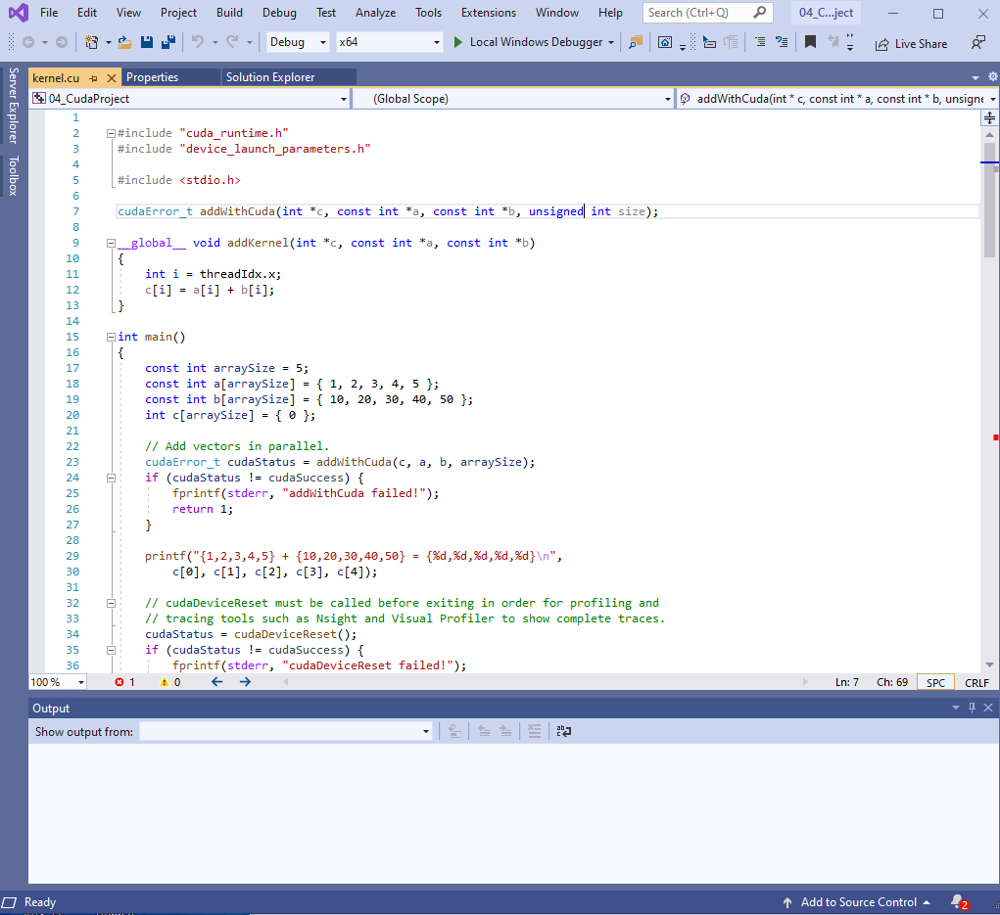 File Edit View Project Build Debug Test Analyze Tools Extensions Window Help Search (Ctrl+Q) 04_C...ject
Debug x64 Local Windows Debugger Live Share
Server Explorer
Toolbox
kernel.cu Properties Solution Explorer
04_CudaProject (Global Scope) addWithCuda(int * c, const int * a, const int * b, unsigne
1
2 #include "cuda_runtime.h"
3 #include "device_launch_parameters.h"
4
5 #include <stdio.h>
6
7 cudaError_t addWithCuda(int *c, const int *a, const int *b, unsigned int size);
8
9 __global__ void addKernel(int *c, const int *a, const int *b)
10 {
11 int i = threadIdx.x;
12 c[i] = a[i] + b[i];
13 }
14
15 int main()
16 {
17 const int arraySize = 5;
18 const int a[arraySize] = { 1, 2, 3, 4, 5 };
19 const int b[arraySize] = { 10, 20, 30, 40, 50 };
20 int c[arraySize] = { 0 };
21
22 // Add vectors in parallel.
23 cudaError_t cudaStatus = addWithCuda(c, a, b, arraySize);
24 if (cudaStatus != cudaSuccess) {
25 fprintf(stderr, "addWithCuda failed!");
26 return 1;
27 }
28
29 printf("{1,2,3,4,5} + {10,20,30,40,50} = {%d,%d,%d,%d,%d}\n",
30 c[0], c[1], c[2], c[3], c[4]);
31
32 // cudaDeviceReset must be called before exiting in order for profiling and
33 // tracing tools such as Nsight and Visual Profiler to show complete traces.
34 cudaStatus = cudaDeviceReset();
35 if (cudaStatus != cudaSuccess) {
36 fprintf(stderr, "cudaDeviceReset failed!");
100 % 1 0 Ln: 7 Ch: 69 SPC CRLF
Output
Show output from:
Ready Add to Source Control 2